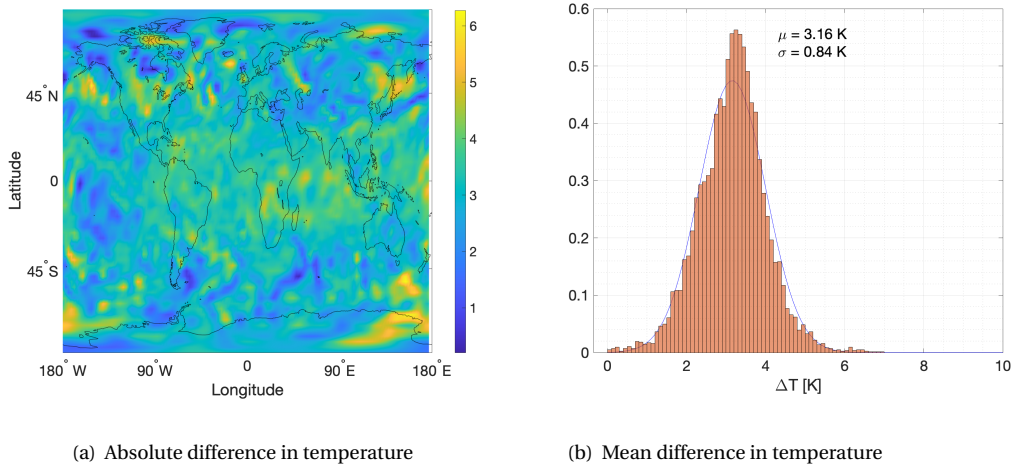 6
5
4
3
2
1
45°N
0
45°S
Latitude
180°W
90°W
0
90°E
180°E
Longitude
(a) Absolute difference in temperature
0.6
0.5
0.4
0.3
0.2
0.1
0
μ = 3.16 K
σ = 0.84 K
0
2
4
6
8
10
ΔT [K]
(b) Mean difference in temperature